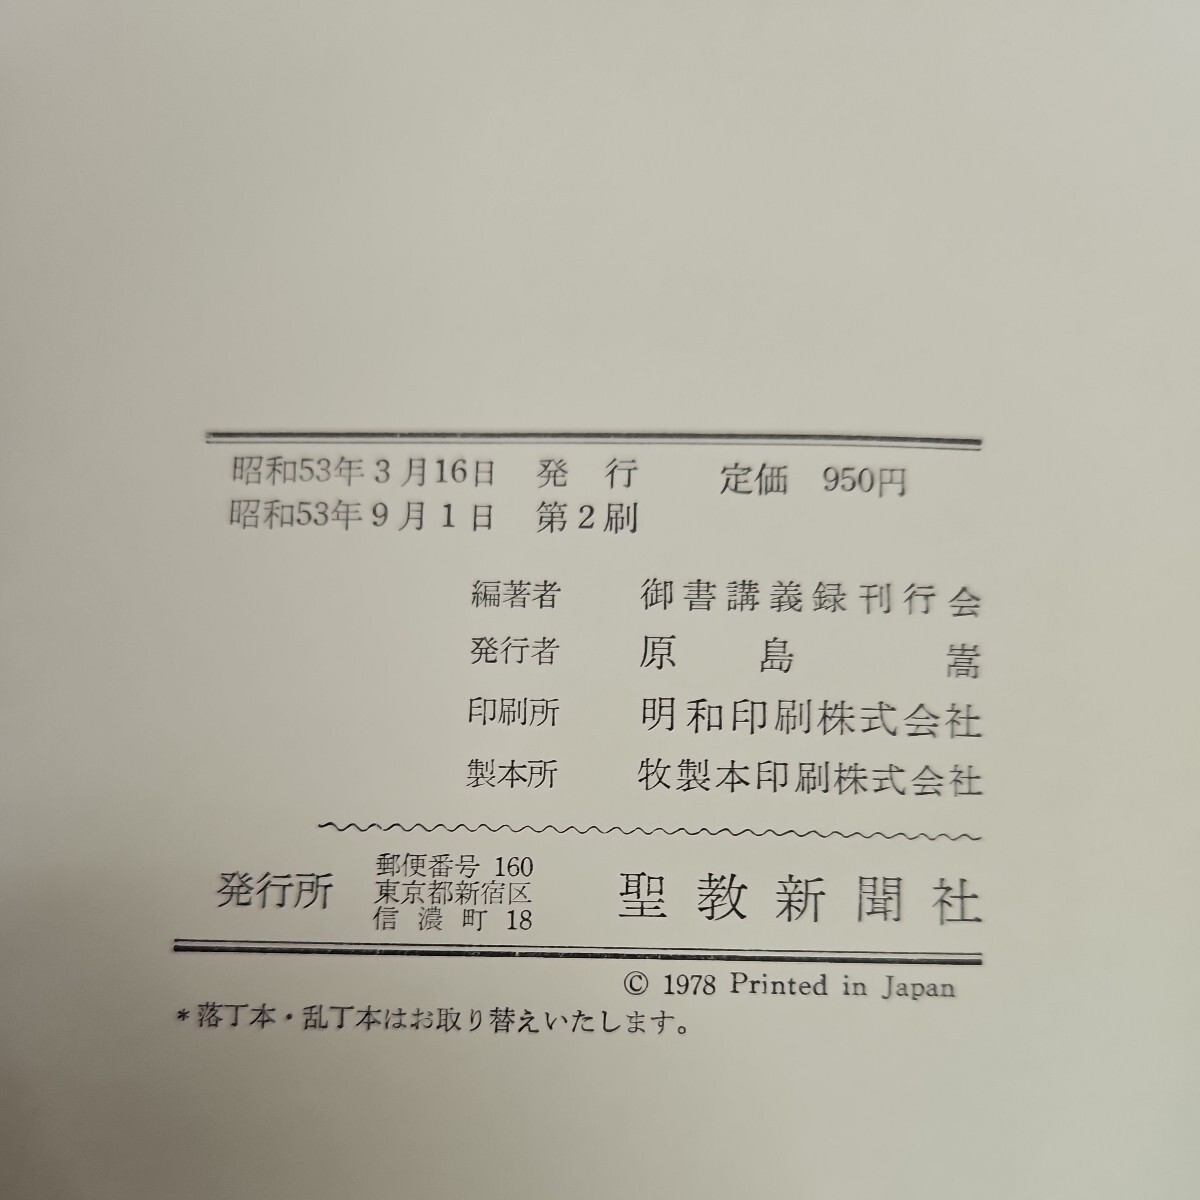 昭和53年3月16日 発行 定価 950円
昭和53年9月1日 第2刷
編著者 御書講義録刊行会
発行者 原島嵩
印刷所 明和印刷株式会社
製本所 牧製本印刷株式会社
発行所 郵便番号 160 東京都新宿区 信濃町 18 聖教新聞社
© 1978 Printed in Japan
*落丁本・乱丁本はお取り替えいたします。